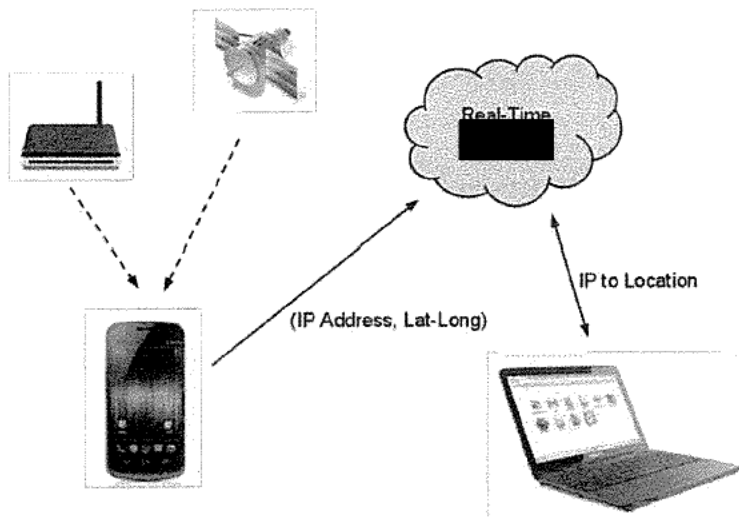 Real-Time
IP to Location
(IP Address, Lat-Long)